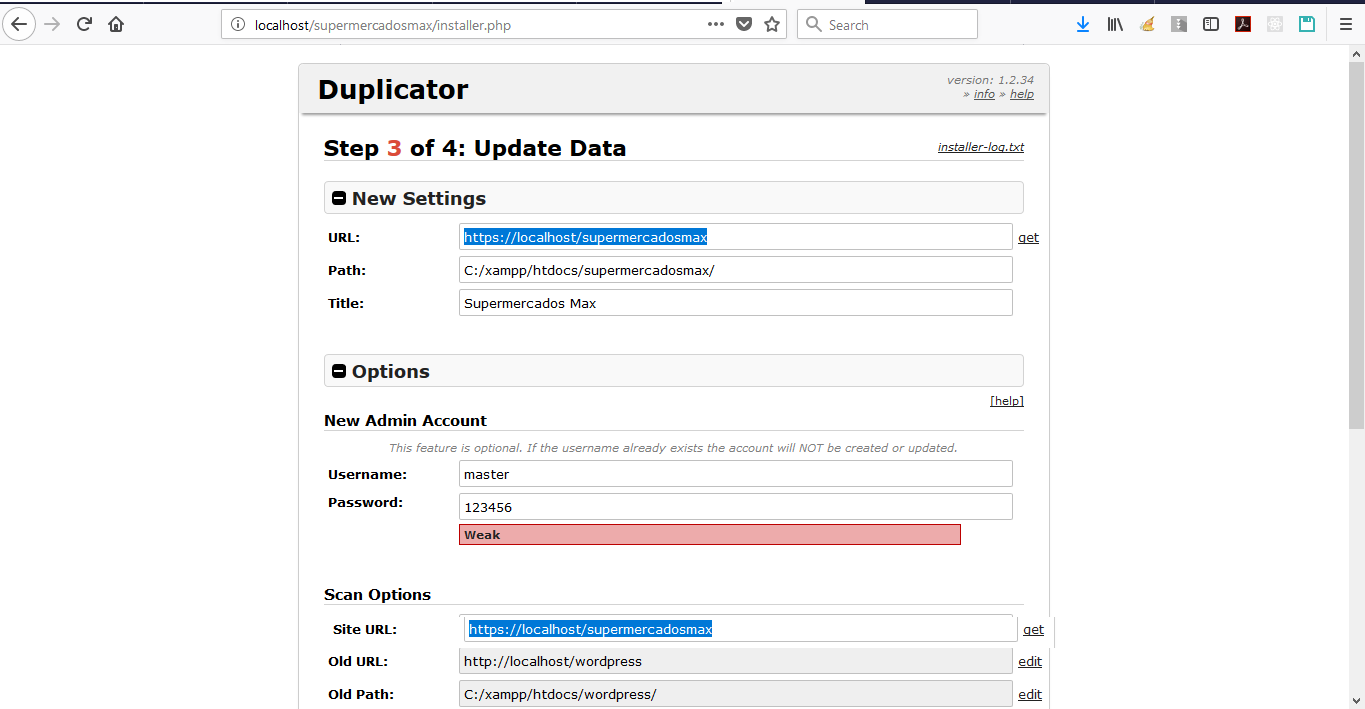 localhost/supermercadosmax/installer.php
Search
Duplicator
version: 1.2.34
» info » help
Step 3 of 4: Update Data
installer-log.txt
New Settings
URL: https://localhost/supermercadosmax get
Path: C:/xampp/htdocs/supermercadosmax/
Title: Supermercados Max
Options
[help]
New Admin Account
This feature is optional. If the username already exists the account will NOT be created or updated.
Username: master
Password: 123456
Weak
Scan Options
Site URL: https://localhost/supermercadosmax get
Old URL: http://localhost/wordpress edit
Old Path: C:/xampp/htdocs/wordpress/ edit